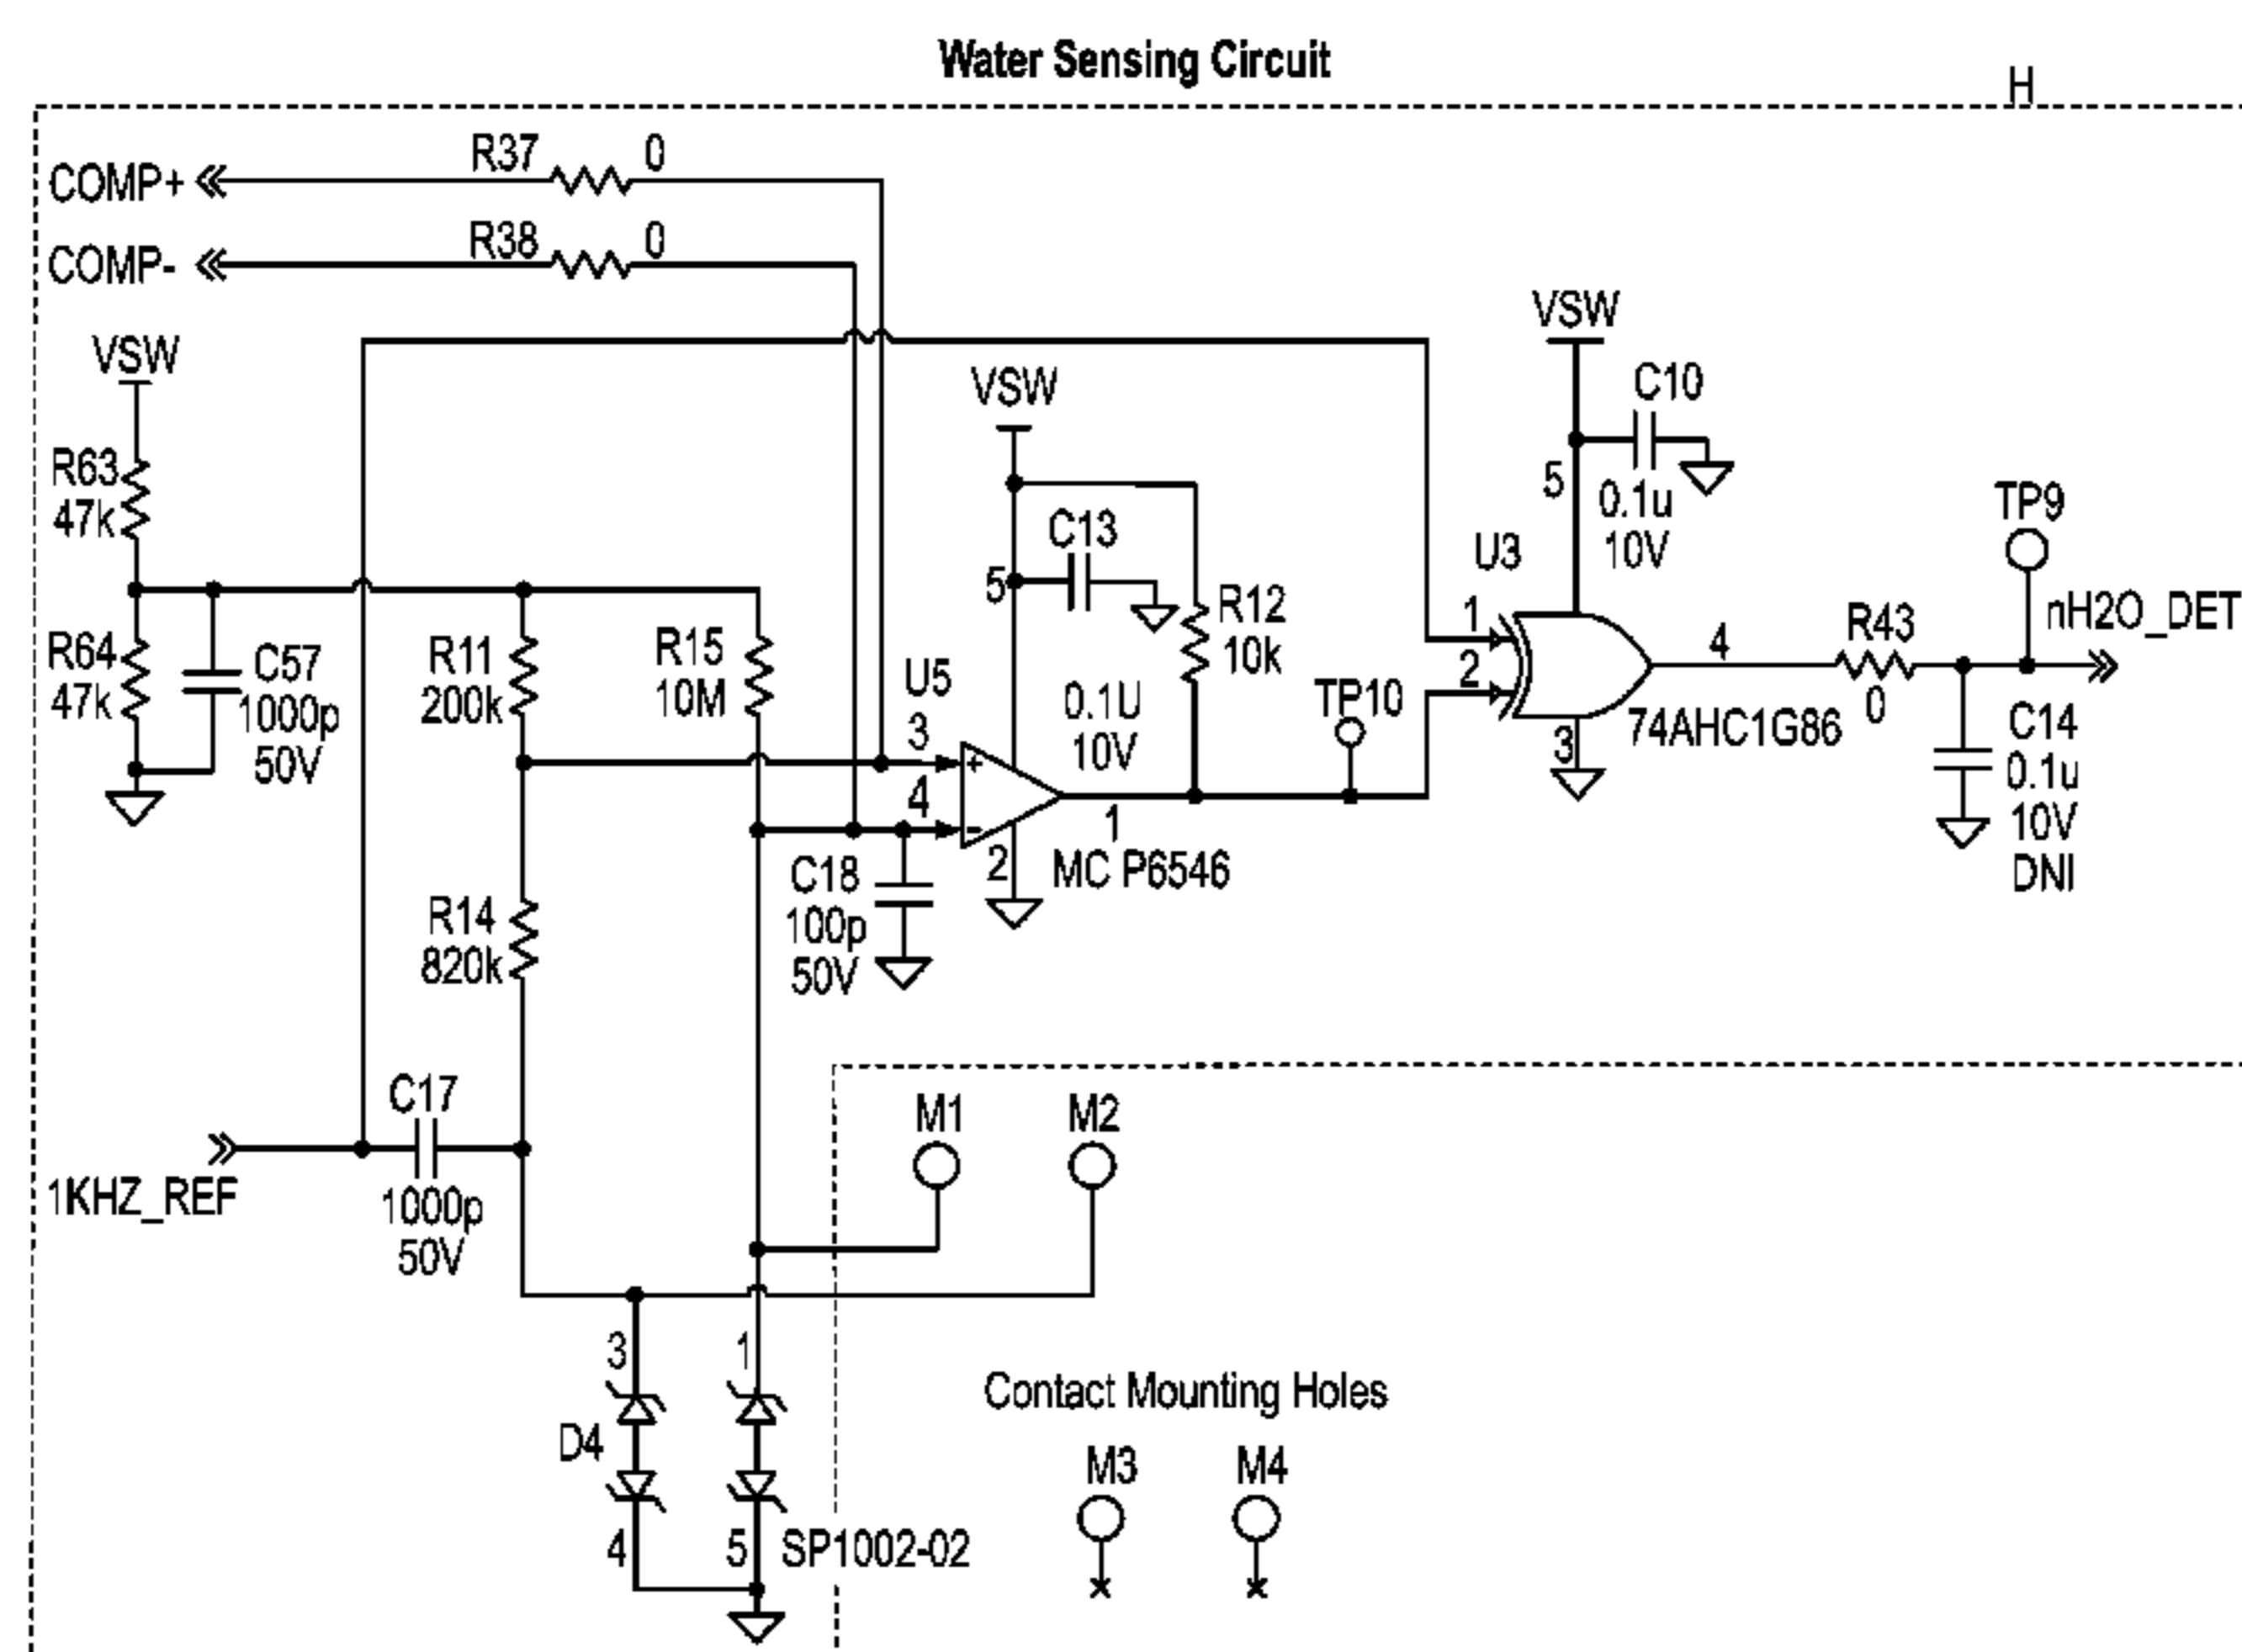 Water Sensing Circuit
H
COMP+
R37
0
COMP-
R38
0
VSW
R63
47k
R64
47k
C57
1000p
50V
R11
200k
R15
10M
VSW
C13
5
0.1U
10V
R12
10k
U5
3
+
4
-
2
1
MC P6546
TP10
C18
100p
50V
R14
820k
VSW
C10
5
0.1u
10V
U3
1
2
3
4
74AHC1G86
R43
0
TP9
nH2O_DET
C14
0.1u
10V
DNI
C17
1000p
50V
1KHZ_REF
M1
M2
3
1
D4
4
5
SP1002-02
Contact Mounting Holes
M3
M4